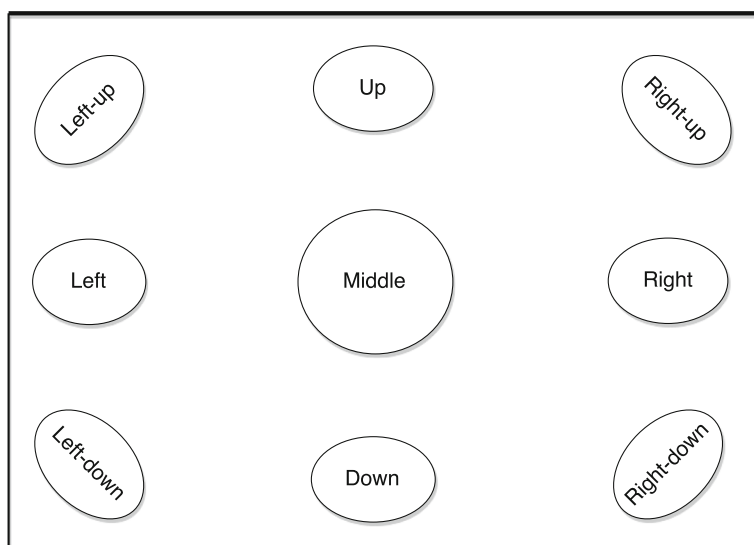 Left-up
Up
Right-up
Left
Middle
Right
Left-down
Down
Right-down